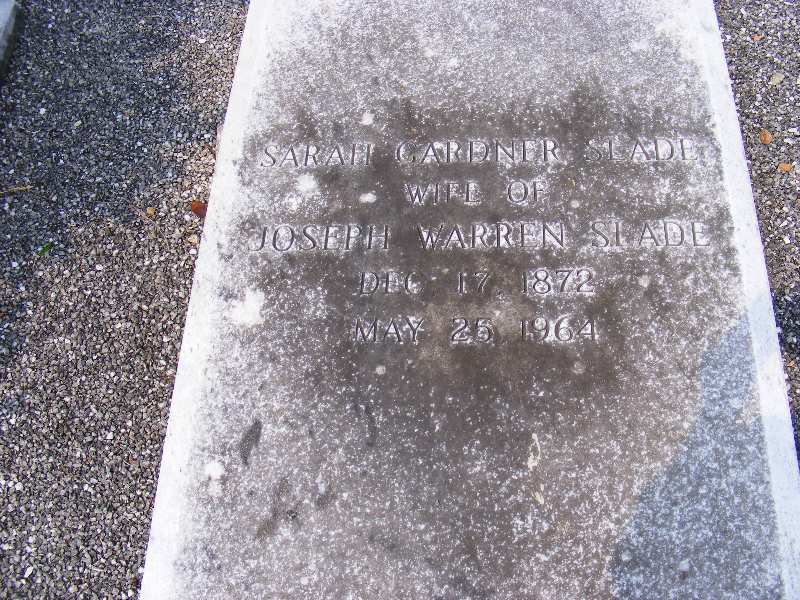 SARAH GARDNER SLADE
WIFE OF
JOSEPH WARREN SLADE
DEC 17 1872
MAY 25 1964